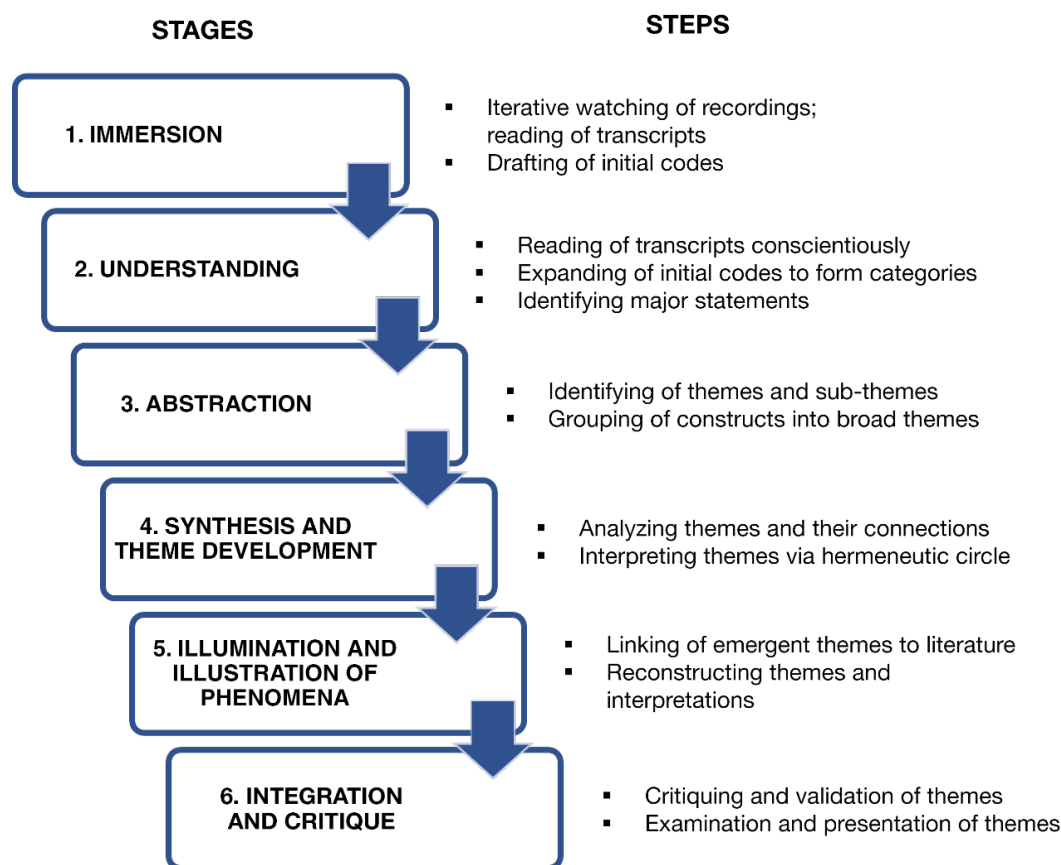 STAGES
STEPS
1. IMMERSION
▪ Iterative watching of recordings;
reading of transcripts
▪ Drafting of initial codes
2. UNDERSTANDING
▪ Reading of transcripts conscientiously
▪ Expanding of initial codes to form categories
▪ Identifying major statements
3. ABSTRACTION
▪ Identifying of themes and sub-themes
▪ Grouping of constructs into broad themes
4. SYNTHESIS AND
THEME DEVELOPMENT
▪ Analyzing themes and their connections
▪ Interpreting themes via hermeneutic circle
5. ILLUMINATION AND
ILLUSTRATION OF
PHENOMENA
▪ Linking of emergent themes to literature
▪ Reconstructing themes and
interpretations
6. INTEGRATION
AND CRITIQUE
▪ Critiquing and validation of themes
▪ Examination and presentation of themes